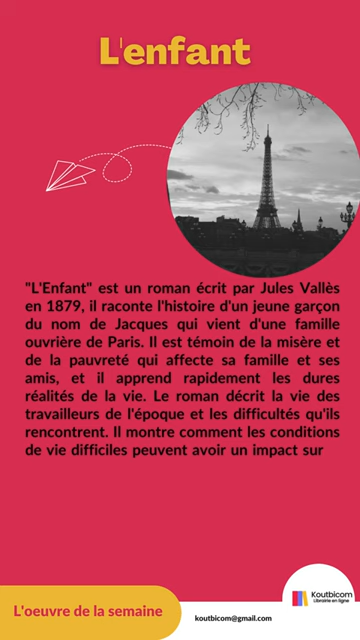 L'enfant
"L'Enfant" est un roman écrit par Jules Vallès
en 1879, il raconte l'histoire d'un jeune garçon
du nom de Jacques qui vient d'une famille
ouvrière de Paris. Il est témoin de la misère et
de la pauvreté qui affecte sa famille et ses
amis, et il apprend rapidement les dures
réalités de la vie. Le roman décrit la vie des
travailleurs de l'époque et les difficultés qu'ils
rencontrent. Il montre comment les conditions
de vie difficiles peuvent avoir un impact sur
Koutbicom
Librairie en ligne
L'oeuvre de la semaine
koutbicom@gmail.com